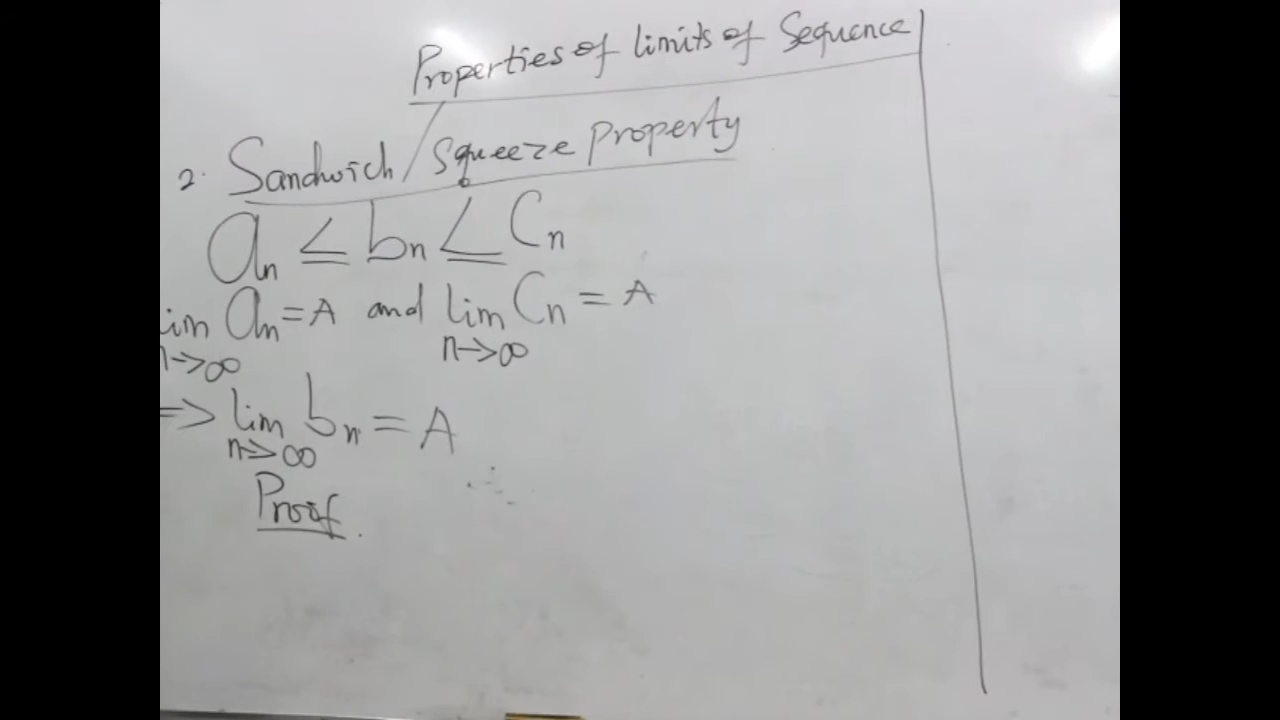 Properties of limits of Sequence
2. Sandwich/Squeeze Property
aₙ ≤ bₙ ≤ Cₙ
lim aₙ = A and lim Cₙ = A
n→∞ n→∞
=> lim bₙ = A
n→∞
Proof.